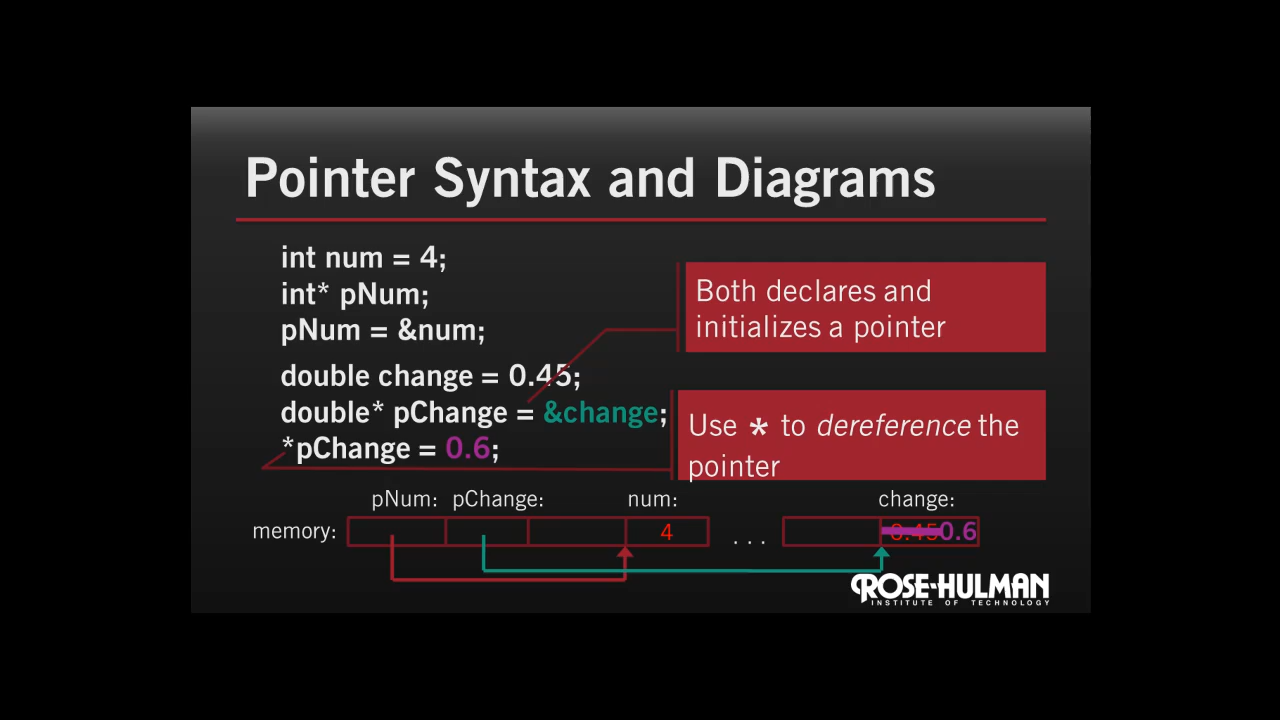 Pointer Syntax and Diagrams
int num = 4;
int* pNum;
pNum = &num;
double change = 0.45;
double* pChange = &change;
*pChange = 0.6;
Both declares and
initializes a pointer
Use * to dereference the
pointer
pNum: pChange: num: change:
memory: 4 ... 0.45 0.6
ROSE-HULMAN
INSTITUTE OF TECHNOLOGY